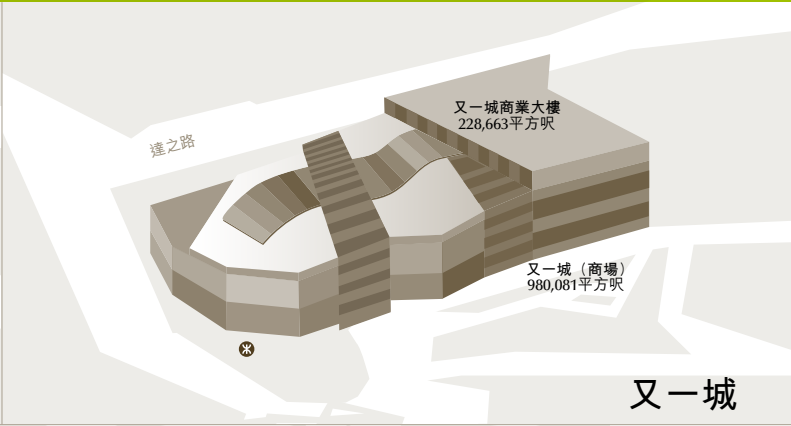 達之路
又一城商業大樓
228,663平方呎
又一城（商場）
980,081平方呎
又一城